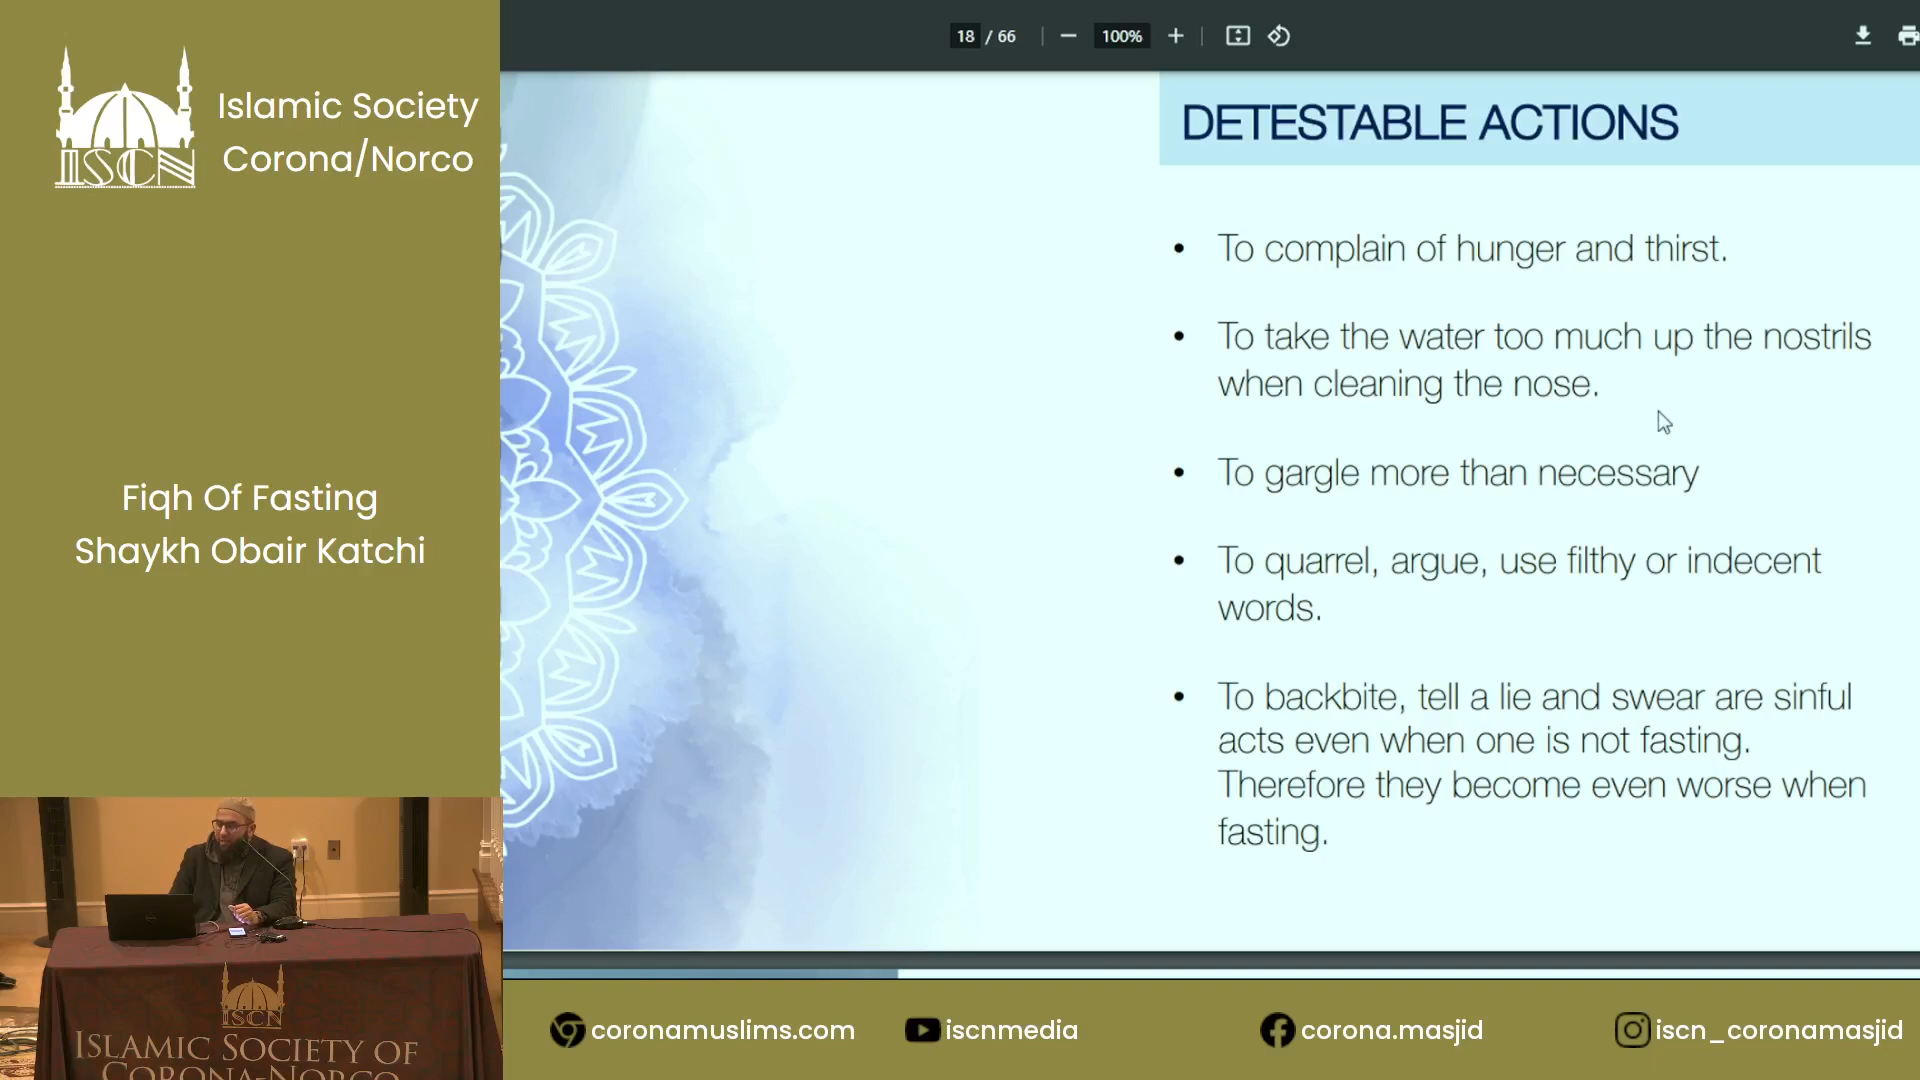 ISCN
Islamic Society
Corona/Norco
Fiqh Of Fasting
Shaykh Obair Katchi
18 / 66
100%
DETESTABLE ACTIONS
• To complain of hunger and thirst.
• To take the water too much up the nostrils
when cleaning the nose.
• To gargle more than necessary
• To quarrel, argue, use filthy or indecent
words.
• To backbite, tell a lie and swear are sinful
acts even when one is not fasting.
Therefore they become even worse when
fasting.
ISCN
ISLAMIC SOCIETY OF
CORONA-NORCO
coronamuslims.com
iscnmedia
corona.masjid
iscn_coronamasjid